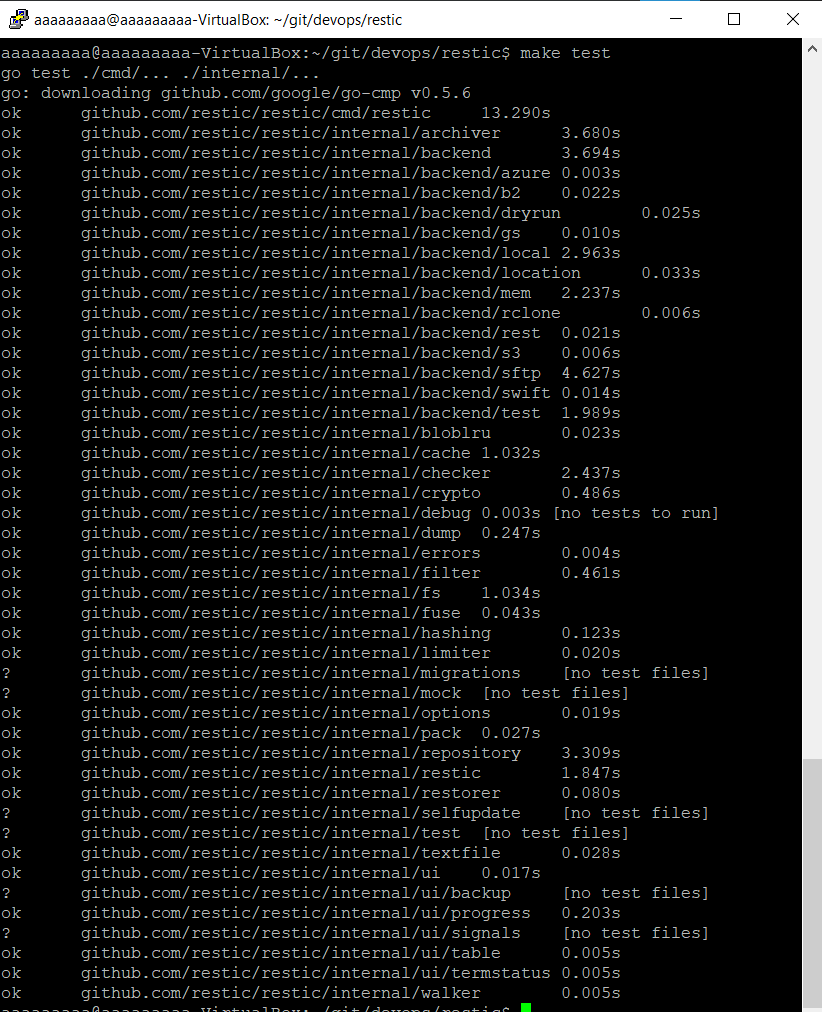 aaaaaaaaa@aaaaaaaaa-VirtualBox: ~/git/devops/restic
aaaaaaaaa@aaaaaaaaa-VirtualBox:~/git/devops/restic$ make test
go test ./cmd/... ./internal/...
go: downloading github.com/google/go-cmp v0.5.6
ok      github.com/restic/restic/cmd/restic     13.290s
ok      github.com/restic/restic/internal/archiver      3.680s
ok      github.com/restic/restic/internal/backend       3.694s
ok      github.com/restic/restic/internal/backend/azure 0.003s
ok      github.com/restic/restic/internal/backend/b2    0.022s
ok      github.com/restic/restic/internal/backend/dryrun        0.025s
ok      github.com/restic/restic/internal/backend/gs    0.010s
ok      github.com/restic/restic/internal/backend/local 2.963s
ok      github.com/restic/restic/internal/backend/location      0.033s
ok      github.com/restic/restic/internal/backend/mem   2.237s
ok      github.com/restic/restic/internal/backend/rclone        0.006s
ok      github.com/restic/restic/internal/backend/rest  0.021s
ok      github.com/restic/restic/internal/backend/s3    0.006s
ok      github.com/restic/restic/internal/backend/sftp  4.627s
ok      github.com/restic/restic/internal/backend/swift 0.014s
ok      github.com/restic/restic/internal/backend/test  1.989s
ok      github.com/restic/restic/internal/bloblru       0.023s
ok      github.com/restic/restic/internal/cache 1.032s
ok      github.com/restic/restic/internal/checker       2.437s
ok      github.com/restic/restic/internal/crypto        0.486s
ok      github.com/restic/restic/internal/debug 0.003s [no tests to run]
ok      github.com/restic/restic/internal/dump  0.247s
ok      github.com/restic/restic/internal/errors        0.004s
ok      github.com/restic/restic/internal/filter        0.461s
ok      github.com/restic/restic/internal/fs    1.034s
ok      github.com/restic/restic/internal/fuse  0.043s
ok      github.com/restic/restic/internal/hashing       0.123s
ok      github.com/restic/restic/internal/limiter       0.020s
?       github.com/restic/restic/internal/migrations    [no test files]
?       github.com/restic/restic/internal/mock  [no test files]
ok      github.com/restic/restic/internal/options       0.019s
ok      github.com/restic/restic/internal/pack  0.027s
ok      github.com/restic/restic/internal/repository    3.309s
ok      github.com/restic/restic/internal/restic        1.847s
ok      github.com/restic/restic/internal/restorer      0.080s
?       github.com/restic/restic/internal/selfupdate    [no test files]
?       github.com/restic/restic/internal/test  [no test files]
ok      github.com/restic/restic/internal/textfile      0.028s
ok      github.com/restic/restic/internal/ui    0.017s
?       github.com/restic/restic/internal/ui/backup     [no test files]
ok      github.com/restic/restic/internal/ui/progress   0.203s
?       github.com/restic/restic/internal/ui/signals    [no test files]
ok      github.com/restic/restic/internal/ui/table      0.005s
ok      github.com/restic/restic/internal/ui/termstatus 0.005s
ok      github.com/restic/restic/internal/walker        0.005s
aaaaaaaaa@aaaaaaaaa-VirtualBox:~/git/devops/restic$